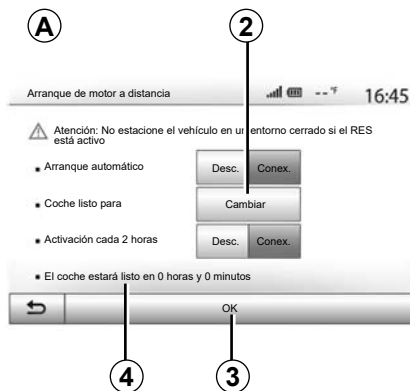 A
2
Arranque de motor a distancia
--°F
16:45
Atención: No estacione el vehículo en un entorno cerrado si el RES
está activo
Arranque automático
Desc. Conex.
Coche listo para
Cambiar
Activación cada 2 horas
Desc. Conex.
El coche estará listo en 0 horas y 0 minutos
OK
4
3